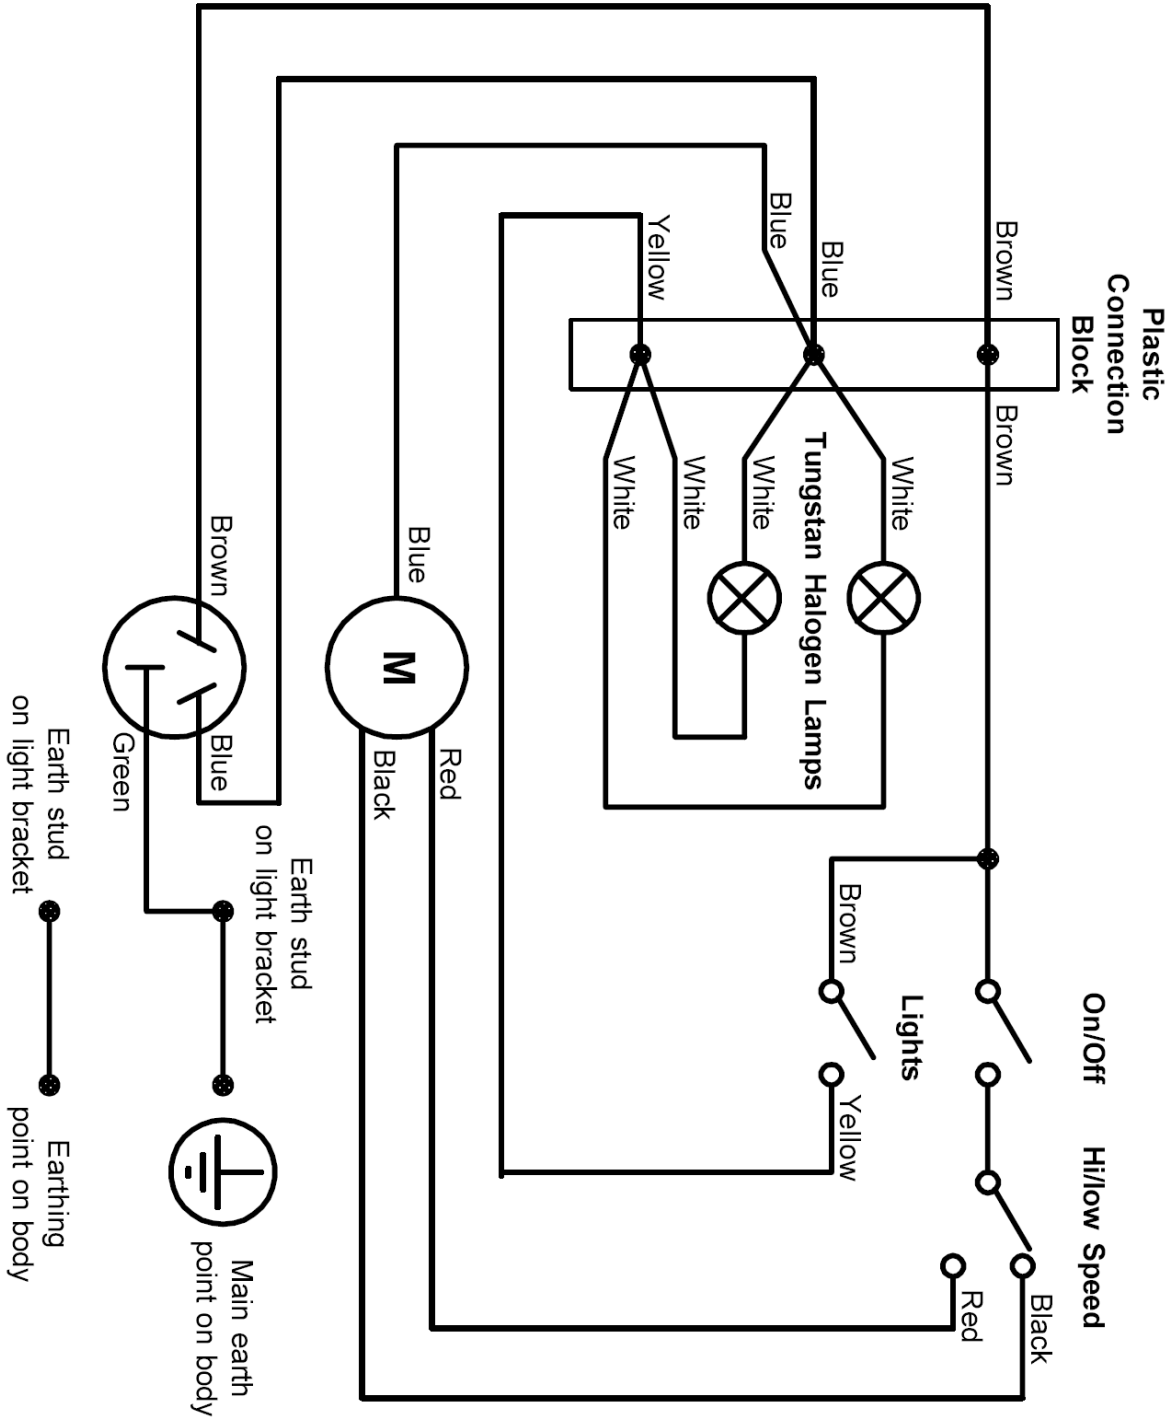 Plastic
Connection
Block
On/Off
Hi/low Speed
Brown
Brown
Black
Red
White
Lights
Brown
Yellow
Blue
Tungstan Halogen Lamps
Blue
White
White
Yellow
White
Red
Blue
Black
Earth stud
on light bracket
Main earth
point on body
Brown
Blue
Green
Earth stud
on light bracket
Earthing
point on body
M